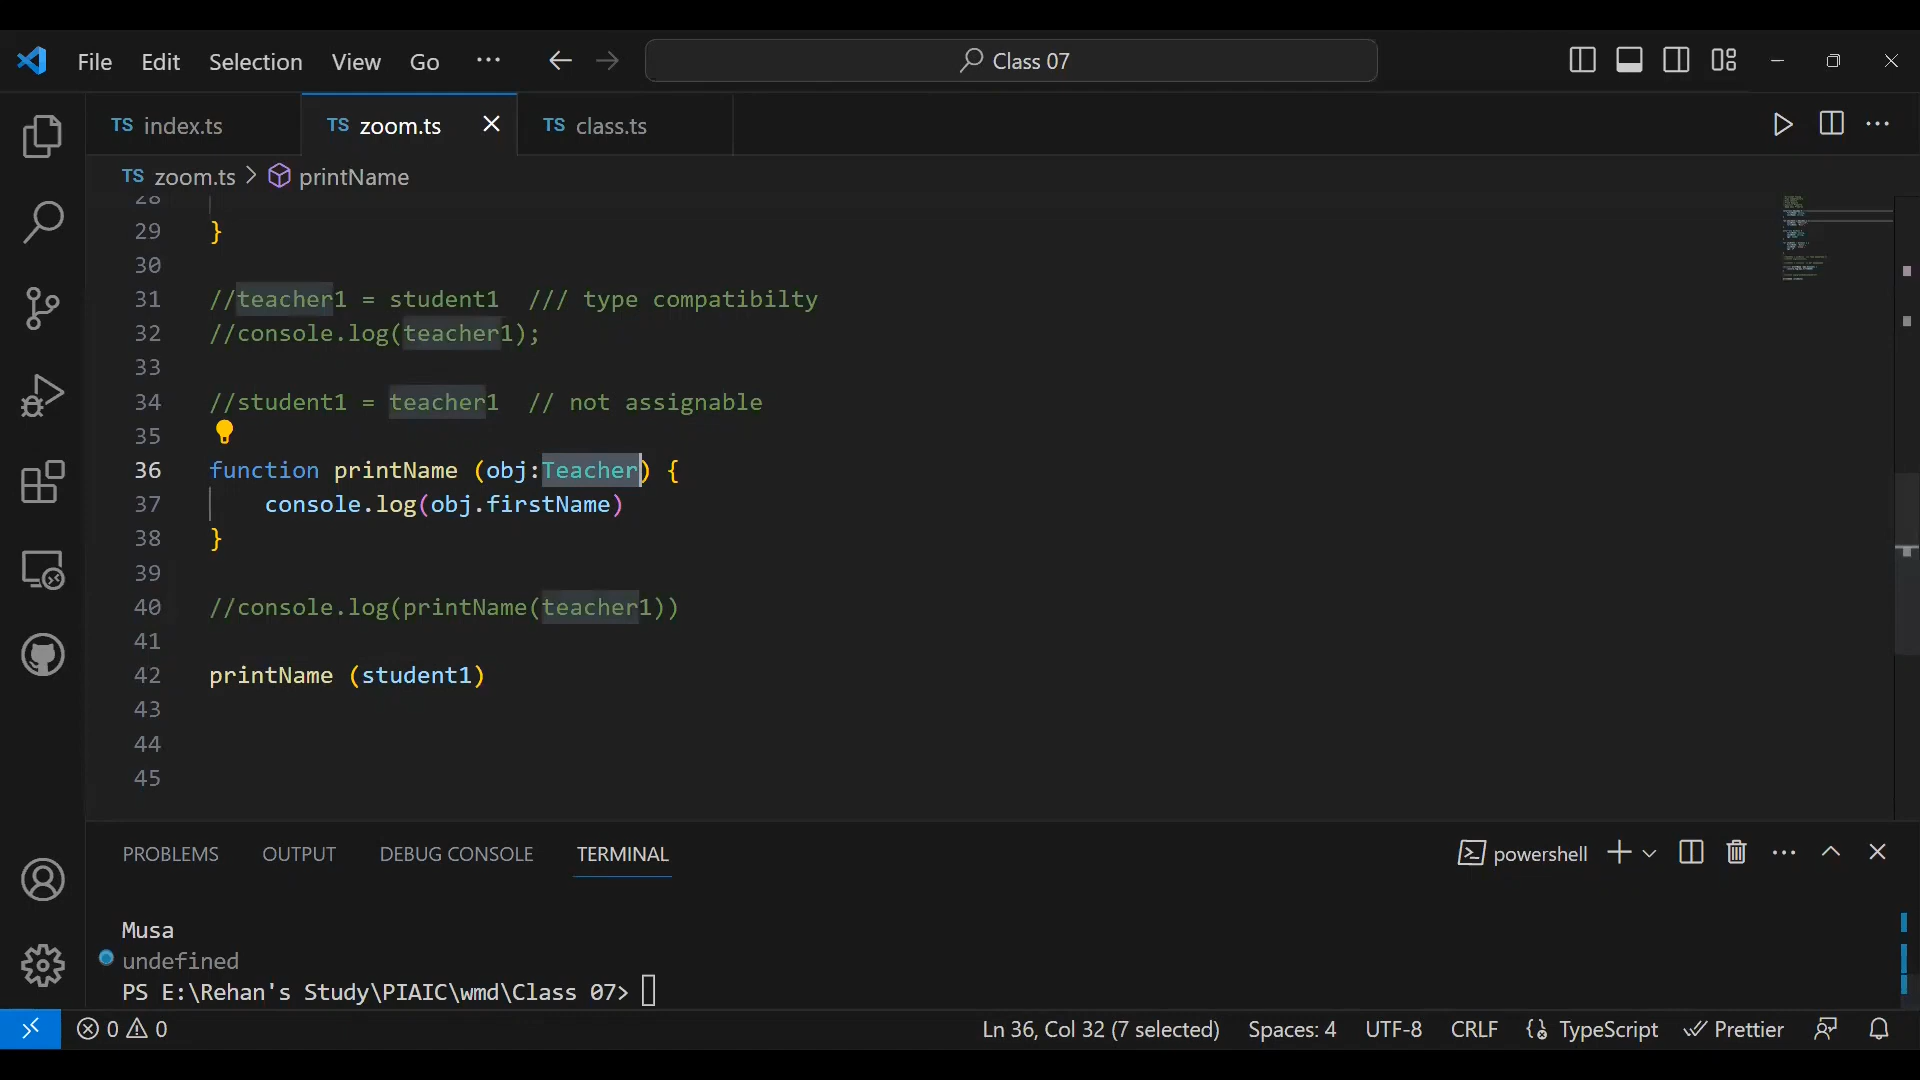 File Edit Selection View Go ··· Class 07
TS index.ts TS zoom.ts TS class.ts
TS zoom.ts > printName
28
29 }
30
31 //teacher1 = student1 /// type compatibilty
32 //console.log(teacher1);
33
34 //student1 = teacher1 // not assignable
35
36 function printName (obj:Teacher) {
37 console.log(obj.firstName)
38 }
39
40 //console.log(printName(teacher1))
41
42 printName (student1)
43
44
45
PROBLEMS OUTPUT DEBUG CONSOLE TERMINAL powershell
Musa
undefined
PS E:\Rehan's Study\PIAIC\wmd\Class 07>
0 0 Ln 36, Col 32 (7 selected) Spaces: 4 UTF-8 CRLF TypeScript Prettier